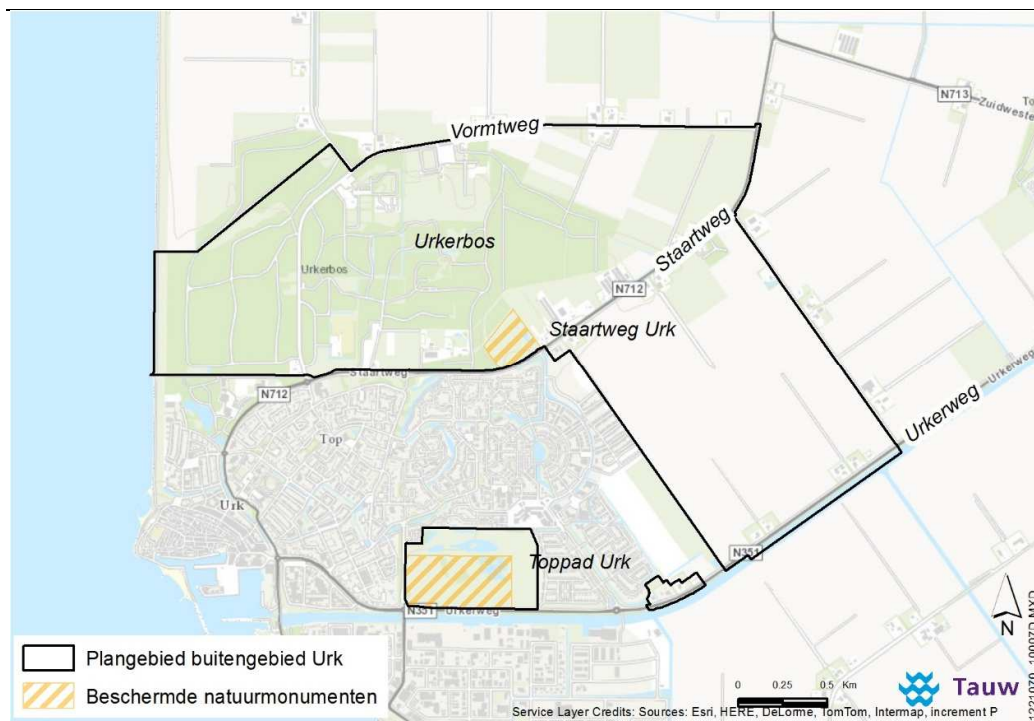 N713
Zuidweste
To
Vormtweg
Urkerbos
Urkerbos
Staartweg
N712
Staartweg Urk
Staartweg
N712
Urkerweg
Urkerweg
Top
Urk
N351
Toppad Urk
N351
Urkerweg
N
Plangebied buitengebied Urk
Beschermde natuurmonumenten
0 0.25 0.5 Km
Tauw
Service Layer Credits: Sources: Esri, HERE, DeLorme, TomTom, Intermap, increment P